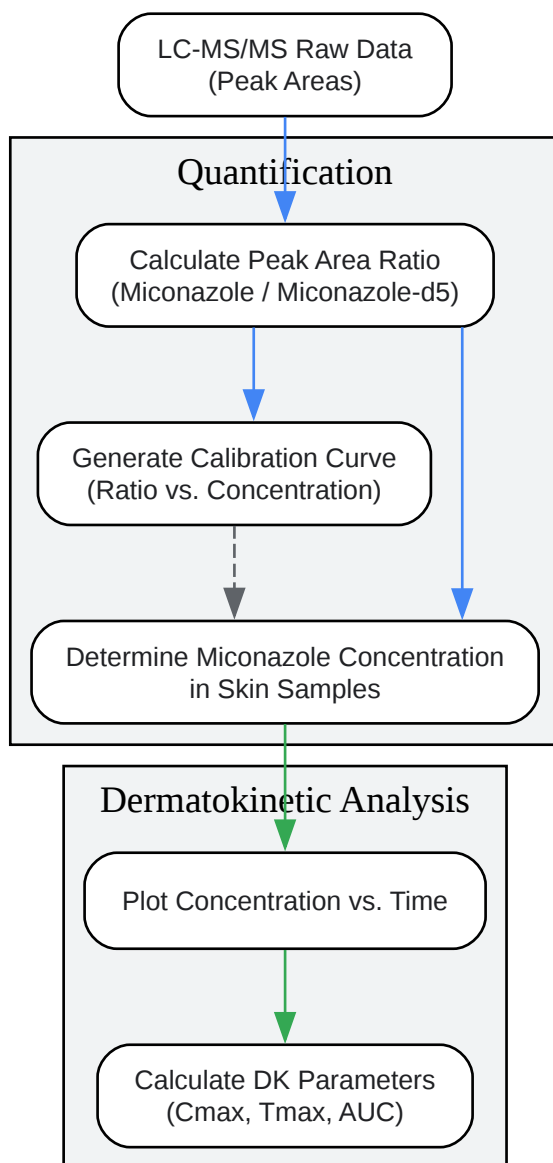 LC-MS/MS Raw Data
(Peak Areas)
Quantification
Calculate Peak Area Ratio
(Miconazole / Miconazole-d5)
Generate Calibration Curve
(Ratio vs. Concentration)
Determine Miconazole Concentration
in Skin Samples
Dermatokinetic Analysis
Plot Concentration vs. Time
Calculate DK Parameters
(Cmax, Tmax, AUC)